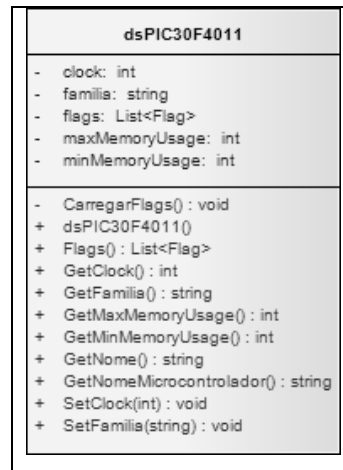 dsPIC30F4011
- clock: int
- familia: string
- flags: List<Flag>
- maxMemoryUsage: int
- minMemoryUsage: int
- CarregarFlags() : void
+ dsPIC30F4011()
+ Flags() : List<Flag>
+ GetClock() : int
+ GetFamilia() : string
+ GetMaxMemoryUsage() : int
+ GetMinMemoryUsage() : int
+ GetNome() : string
+ GetNomeMicrocontrolador() : string
+ SetClock(int) : void
+ SetFamilia(string) : void